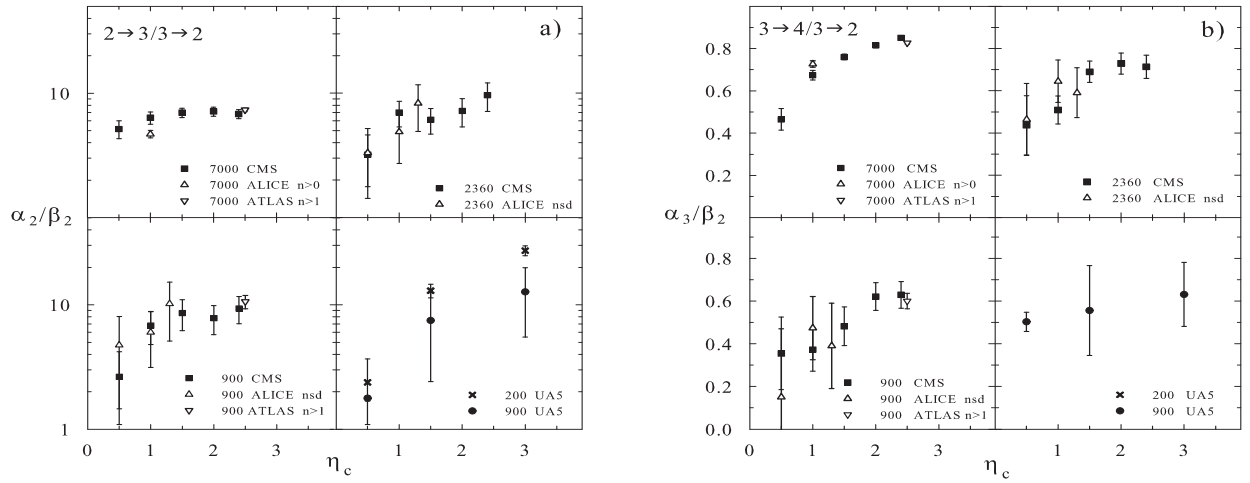 2→3/3→2
a)
10
7000 CMS
7000 ALICE n>0
7000 ATLAS n>1
2360 CMS
2360 ALICE nsd
α₂/β₂
10
900 CMS
900 ALICE nsd
900 ATLAS n>1
200 UA5
900 UA5
1
0 1 2 3 1 2 3
η_c
3→4/3→2
b)
0.8
0.6
0.4
0.2
0.0
7000 CMS
7000 ALICE n>0
7000 ATLAS n>1
2360 CMS
2360 ALICE nsd
α₃/β₂
0.8
0.6
0.4
0.2
0.0
900 CMS
900 ALICE nsd
900 ATLAS n>1
200 UA5
900 UA5
0 1 2 3 1 2 3
η_c